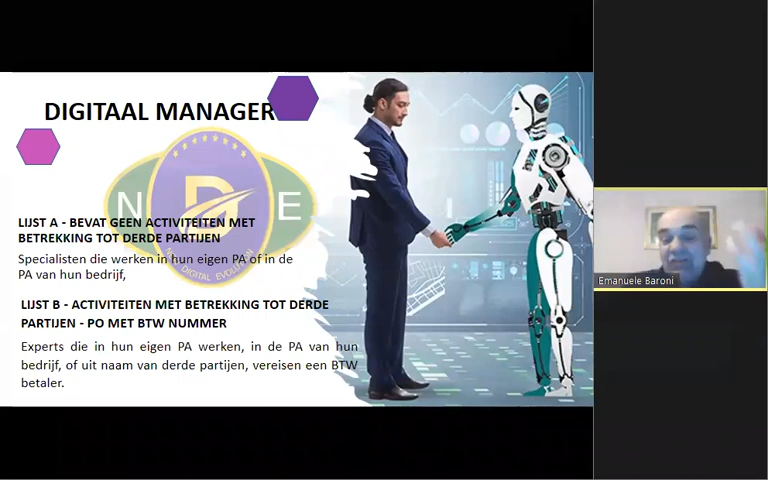 DIGITAAL MANAGER
N D E
DIGITAL EVOLUTION
LIJST A - BEVAT GEEN ACTIVITEITEN MET
BETREKKING TOT DERDE PARTIJEN
Specialisten die werken in hun eigen PA of in de
PA van hun bedrijf,
LIJST B - ACTIVITEITEN MET BETREKKING TOT DERDE
PARTIJEN - PO MET BTW NUMMER
Experts die in hun eigen PA werken, in de PA van hun
bedrijf, of uit naam van derde partijen, vereisen een BTW
betaler.
Emanuele Baroni